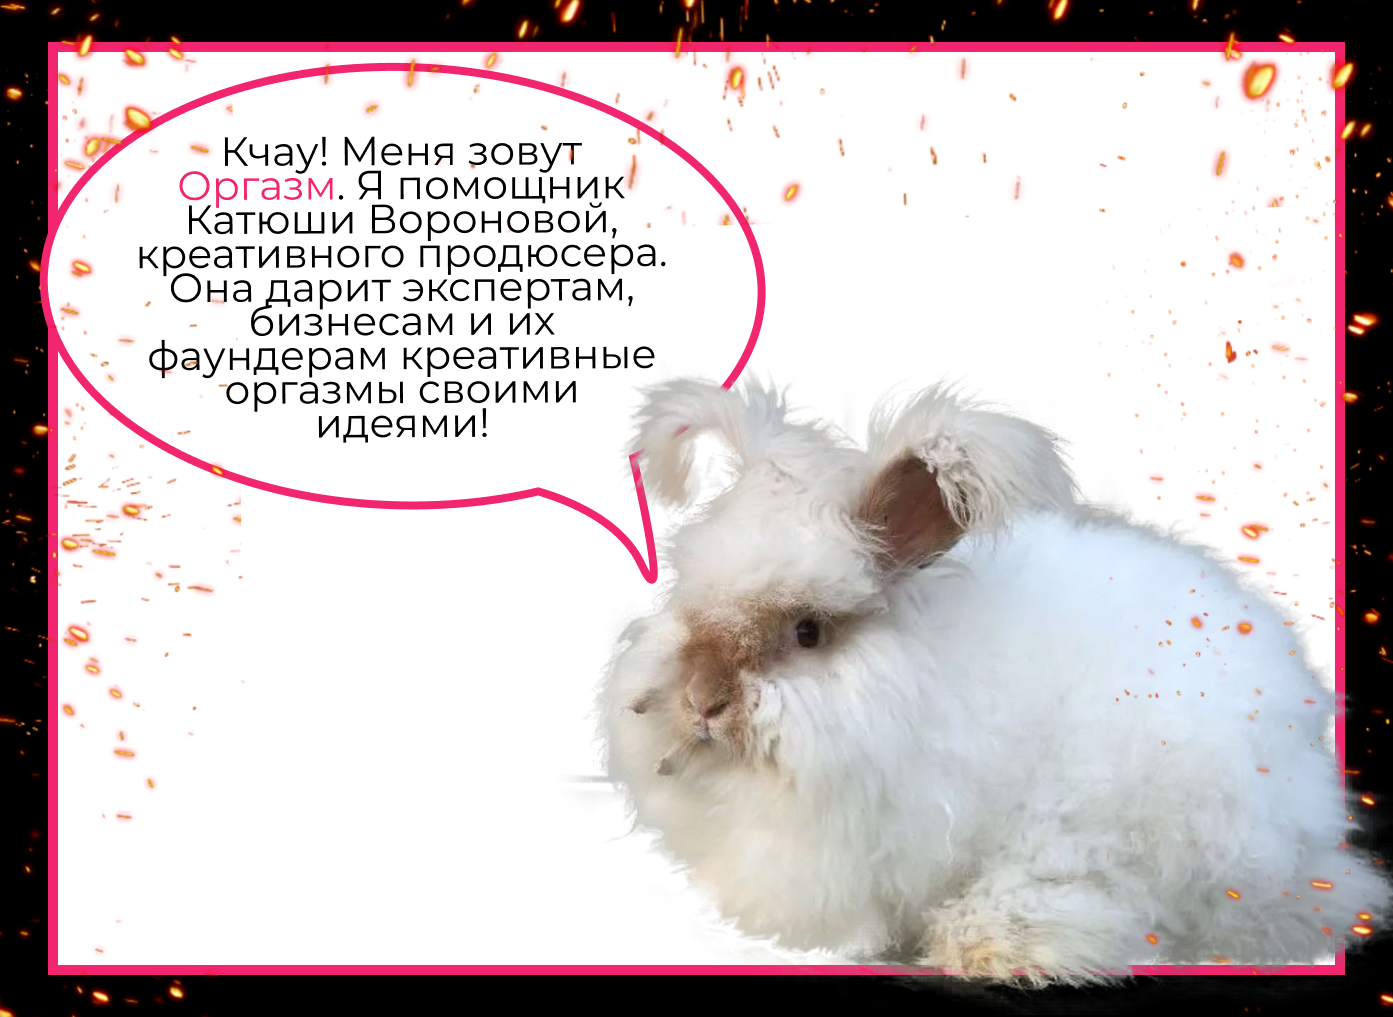 Кчау! Меня зовут
Оргазм. Я помощник
Катюши Вороновой,
креативного продюсера.
Она дарит экспертам,
бизнесам и их
фаундерам креативные
оргазмы своими
идеями!